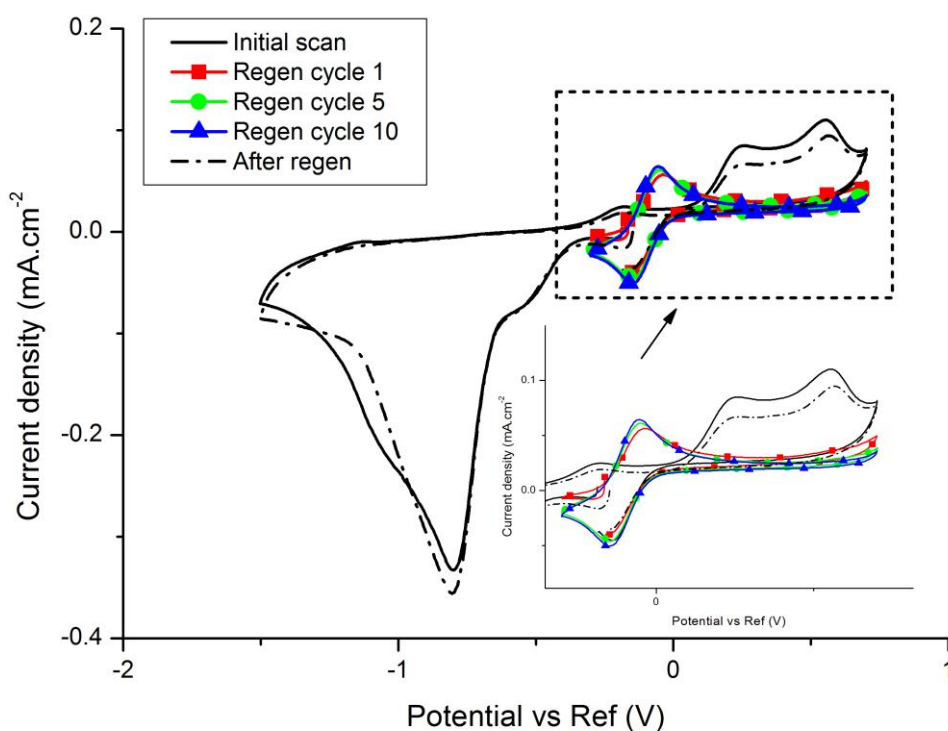 0.2
0.0
-0.2
-0.4
Current density (mA.cm-2)
Initial scan
Regen cycle 1
Regen cycle 5
Regen cycle 10
After regen
0.1
0.0
Current density (mA.cm-2)
0
Potential vs Ref (V)
-2
-1
0
1
Potential vs Ref (V)